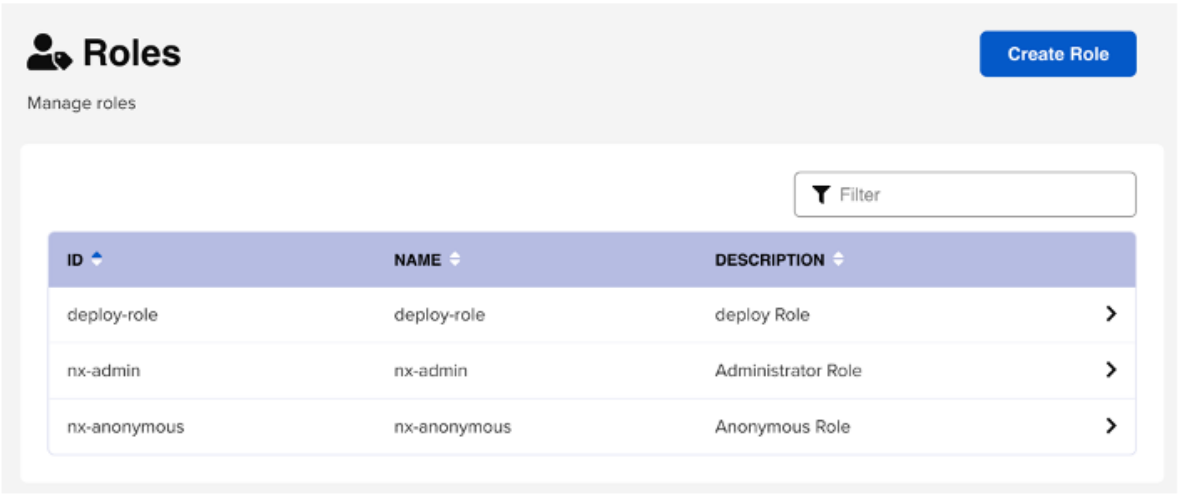 Roles
Create Role
Manage roles
Filter
ID NAME DESCRIPTION
deploy-role deploy-role deploy Role
nx-admin nx-admin Administrator Role
nx-anonymous nx-anonymous Anonymous Role